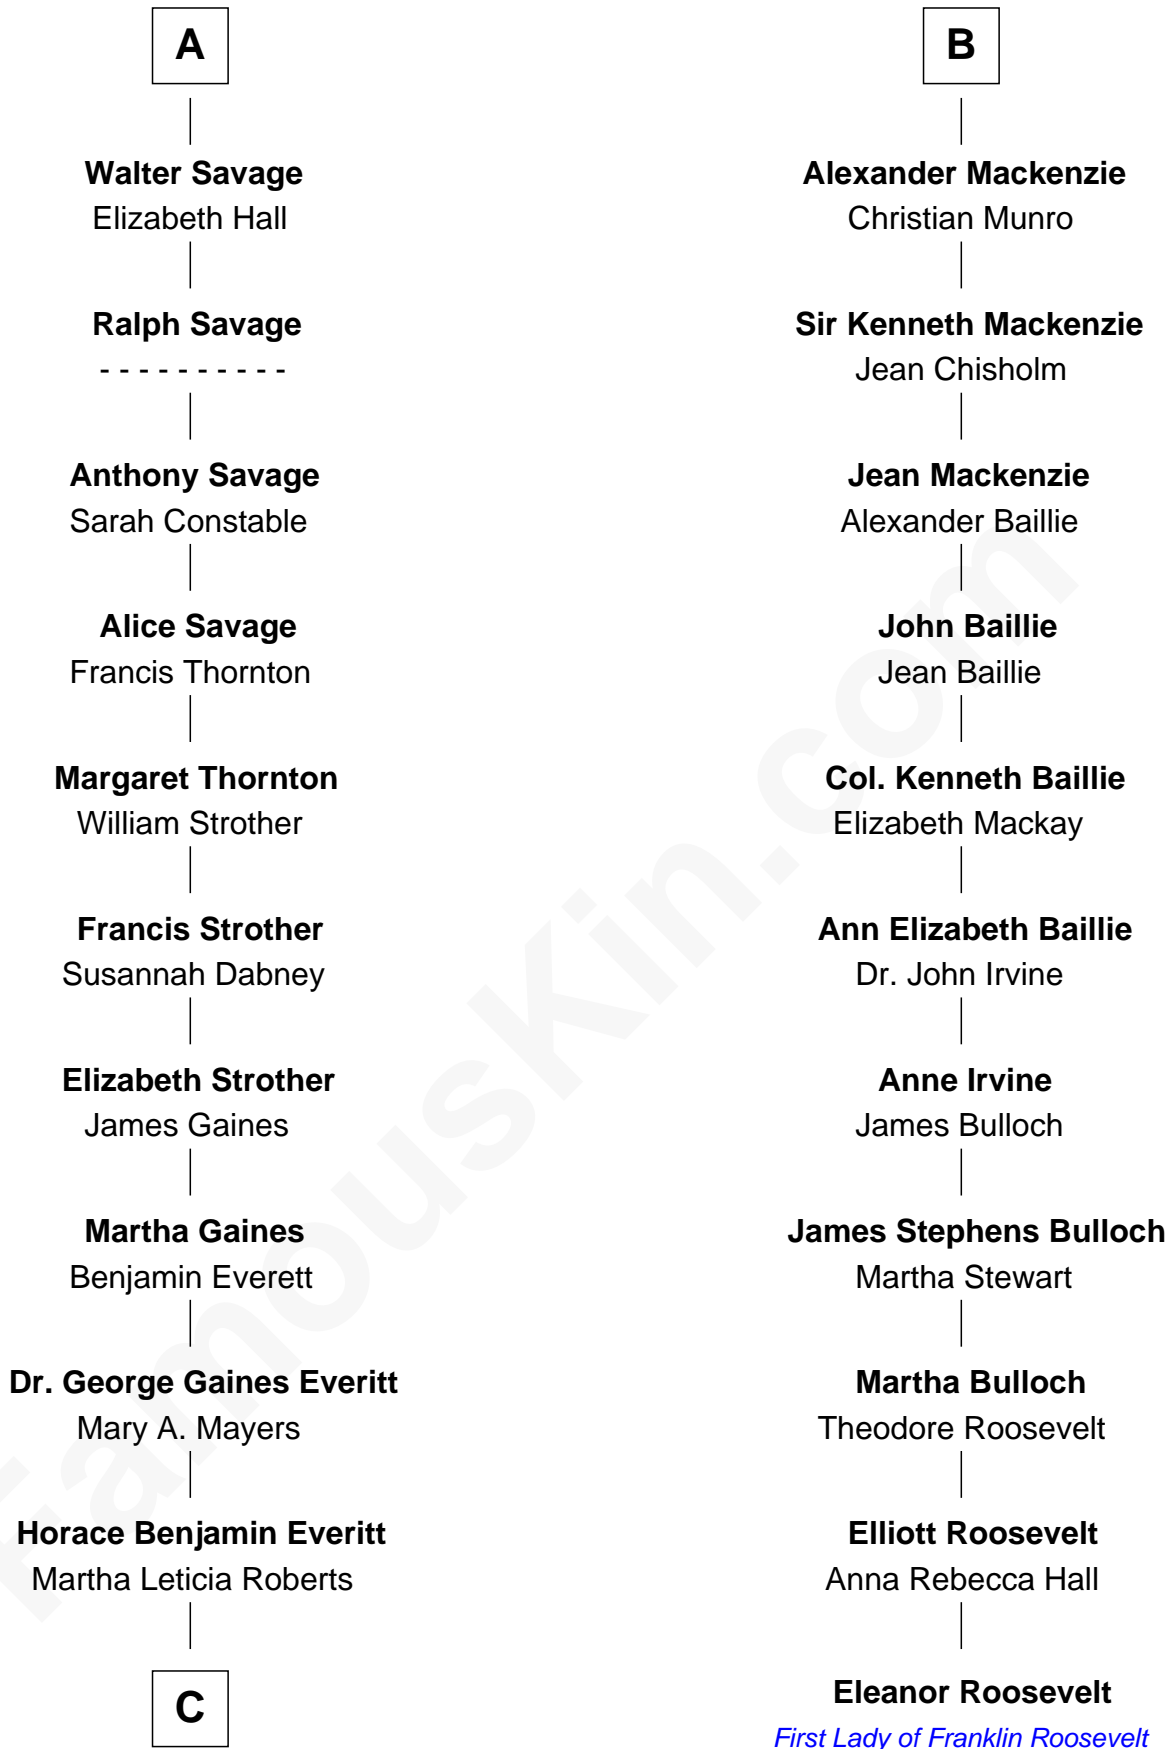 A
Walter Savage
Elizabeth Hall
Ralph Savage
- - - - - - - - - -
Anthony Savage
Sarah Constable
Alice Savage
Francis Thornton
Margaret Thornton
William Strother
Francis Strother
Susannah Dabney
Elizabeth Strother
James Gaines
Martha Gaines
Benjamin Everett
Dr. George Gaines Everitt
Mary A. Mayers
Horace Benjamin Everitt
Martha Leticia Roberts
C
B
Alexander Mackenzie
Christian Munro
Sir Kenneth Mackenzie
Jean Chisholm
Jean Mackenzie
Alexander Baillie
John Baillie
Jean Baillie
Col. Kenneth Baillie
Elizabeth Mackay
Ann Elizabeth Baillie
Dr. John Irvine
Anne Irvine
James Bulloch
James Stephens Bulloch
Martha Stewart
Martha Bulloch
Theodore Roosevelt
Elliott Roosevelt
Anna Rebecca Hall
Eleanor Roosevelt
First Lady of Franklin Roosevelt
FamousKin.com